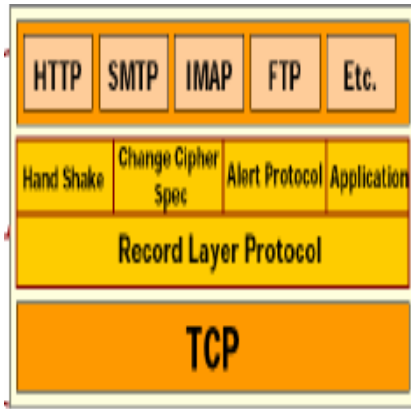 HTTP SMTP IMAP FTP Etc.
Hand Shake Change Cipher Spec Alert Protocol Application
Record Layer Protocol
TCP